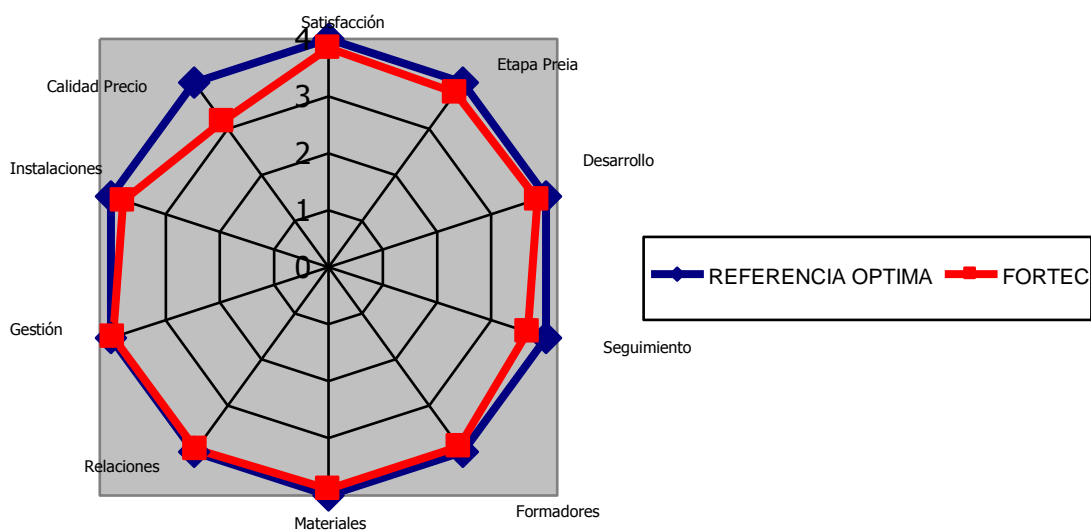 Satisfacción
4
Etapa Preia
Calidad Precio
3
Desarrollo
Instalaciones
2
1
0
REFERENCIA OPTIMA
FORTEC
Gestión
Seguimiento
Relaciones
Formadores
Materiales